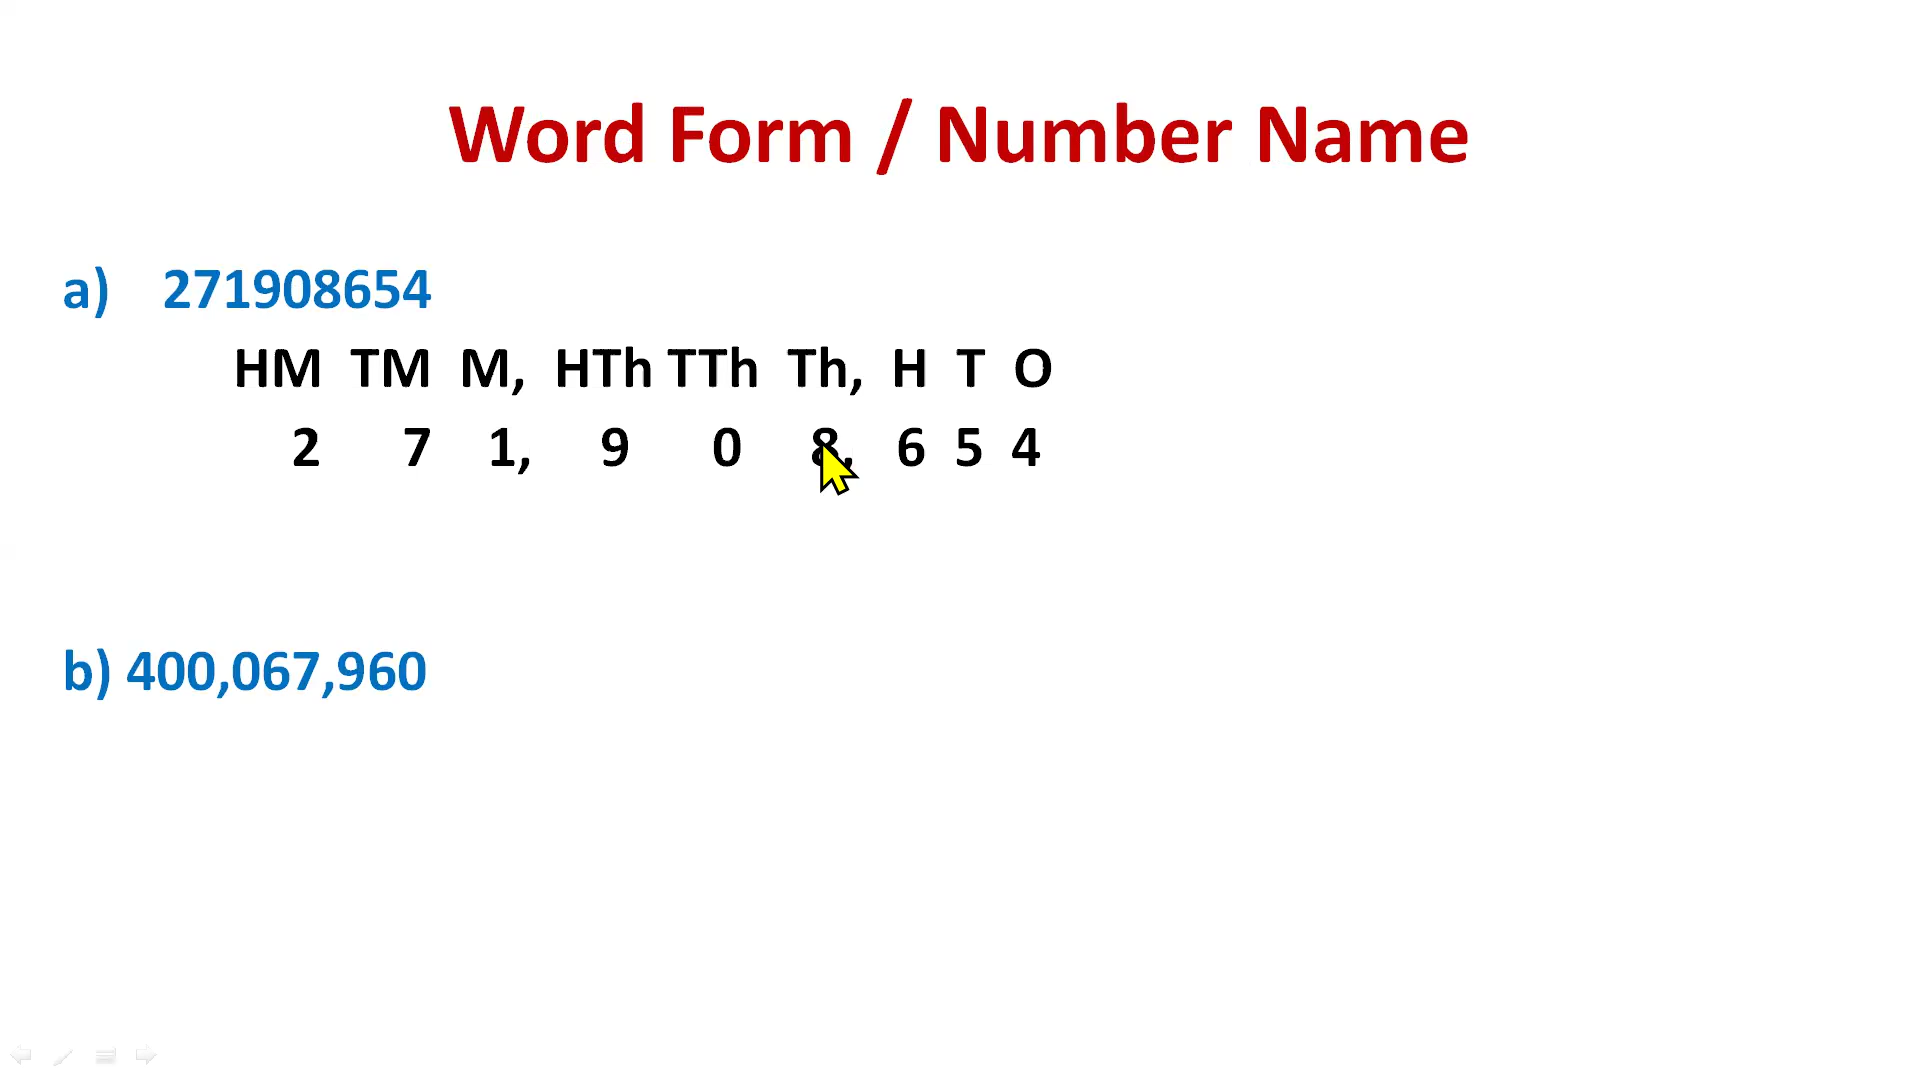 Word Form / Number Name
a) 271908654
HM TM M, HTh TTh Th, H T O
2 7 1, 9 0 8, 6 5 4
b) 400,067,960